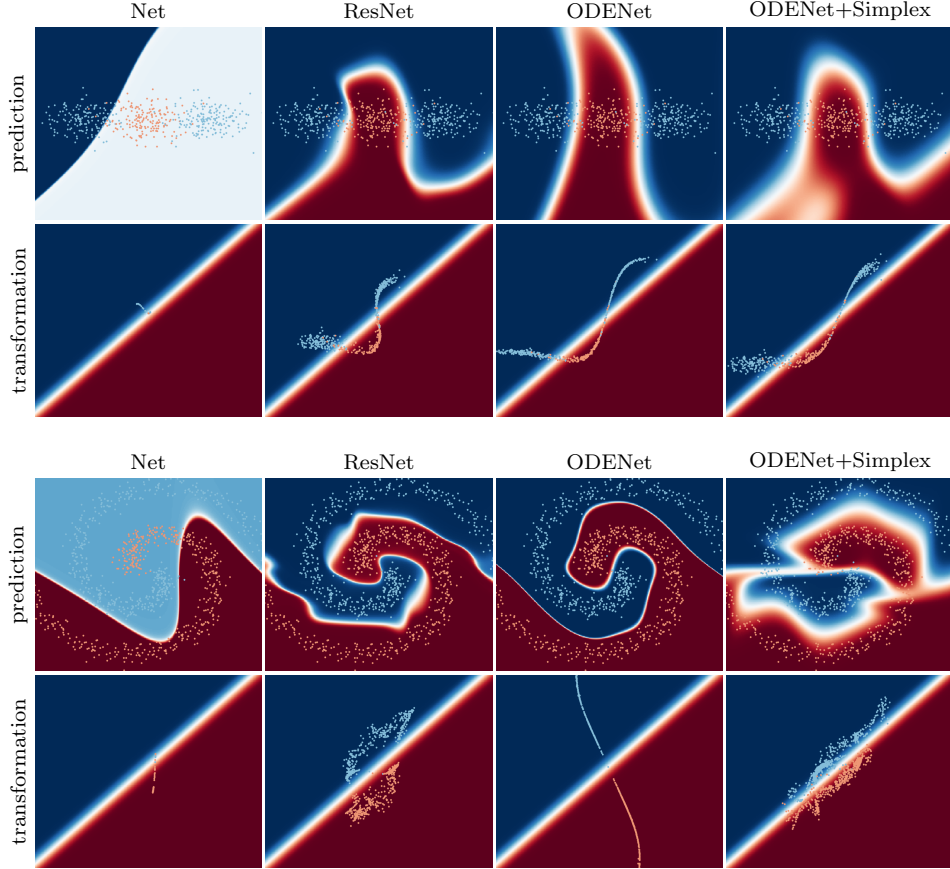 Net ResNet ODENet ODENet+Simplex
prediction
transformation
Net ResNet ODENet ODENet+Simplex
prediction
transformation